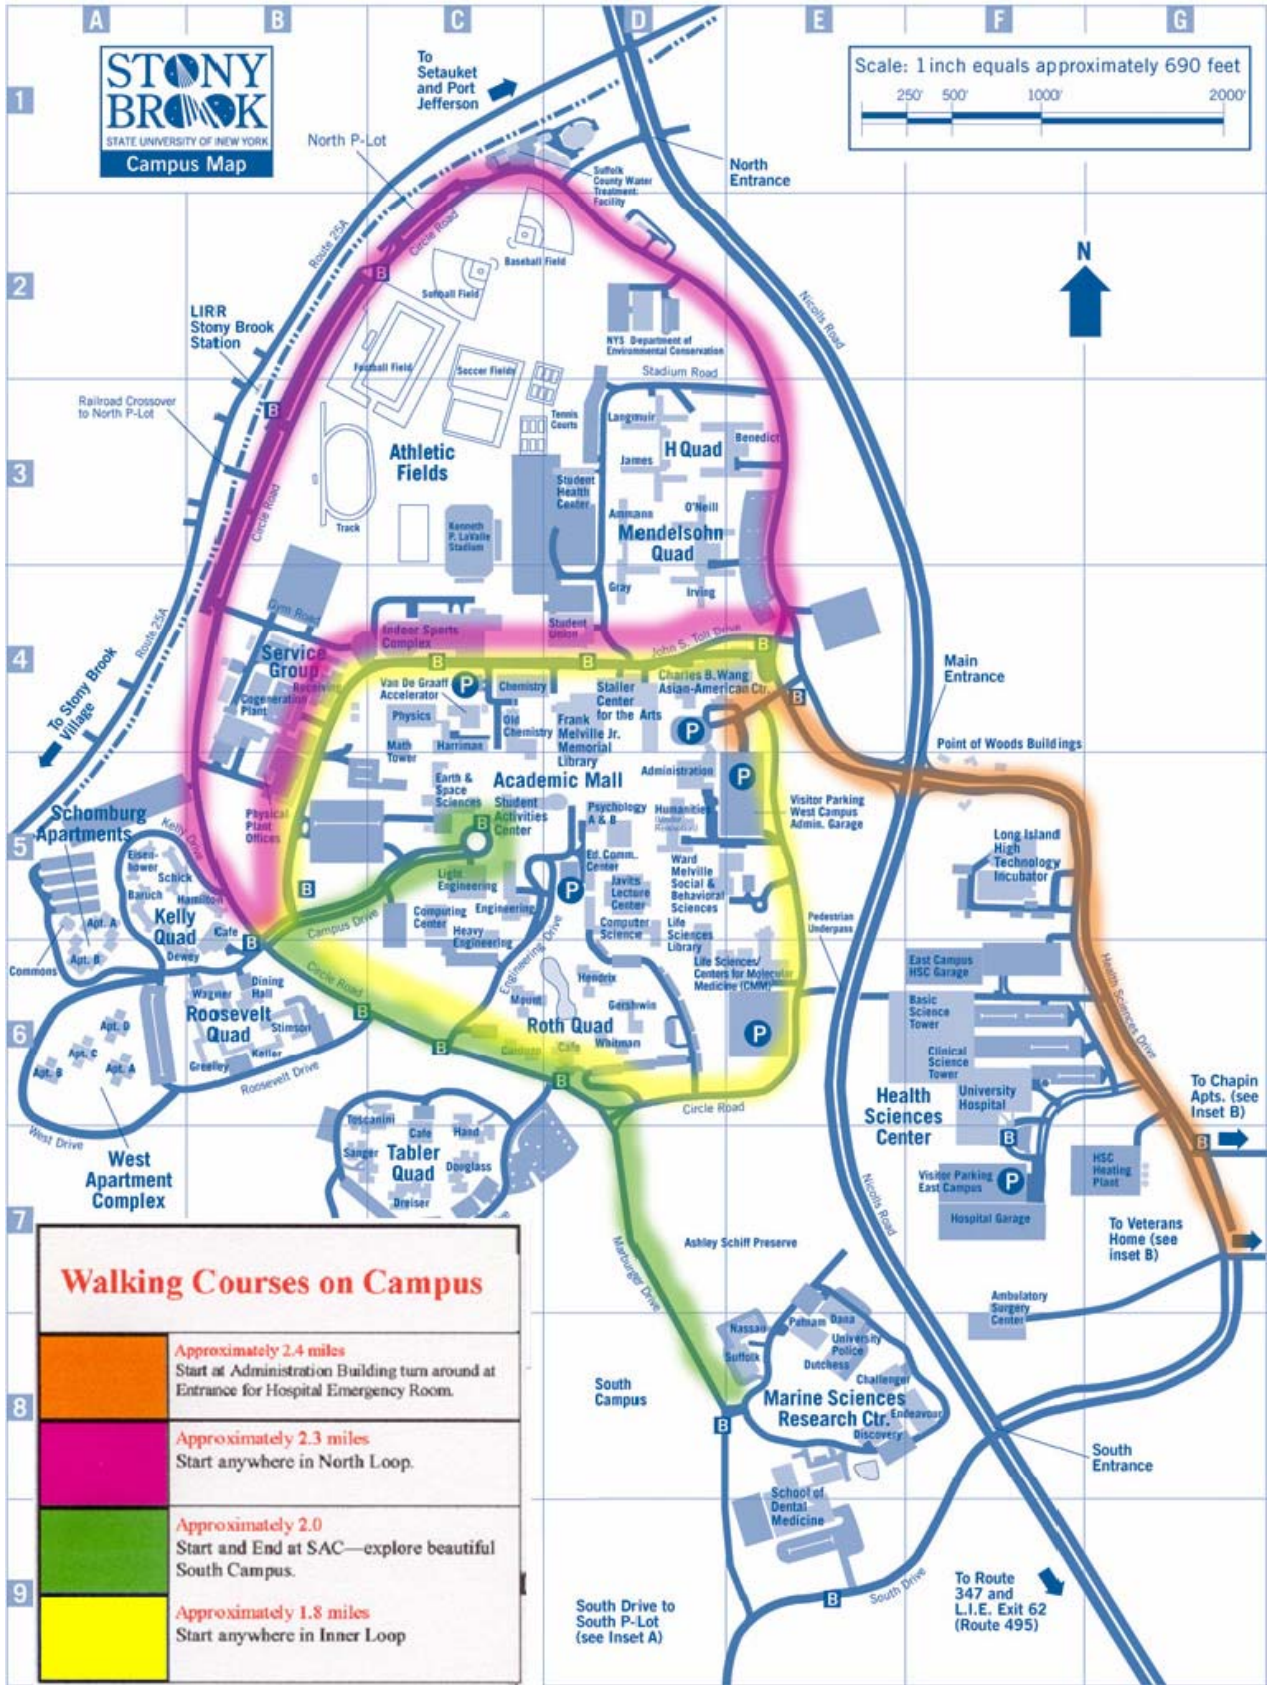 A B C D E F G
1
2
3
4
5
6
7
8
9
STONY
BROOK
STATE UNIVERSITY OF NEW YORK
Campus Map
To
Setauket
and Port
Jefferson
Scale: 1 inch equals approximately 690 feet
250' 500' 1000' 2000'
North P-Lot
North
Entrance
Suffolk
County Water
Treatment
Facility
N
Route 25A
Circle Road
Baseball Field
Softball Field
Nicolls Road
LIRR
Stony Brook
Station
NYS Department of
Environmental Conservation
Football Field
Soccer Fields
Stadium Road
Railroad Crossover
to North P-Lot
B
B
Tennis
Courts
Langmuir
Benedict
H Quad
James
Athletic
Fields
Student
Health
Center
Circle Road
Track
Kenneth
P. LaValle
Stadium
Ammann
O'Neill
Mendelsohn
Quad
Gray
Irving
Gym Road
Route 25A
Indoor Sports
Complex
Student
Union
John S. Toll Drive
Service
Group
Receiving
Cogeneration
Plant
B
B
B
B
Main
Entrance
To Stony Brook
Village
Van De Graaff
Accelerator
P
Chemistry
Staller
Center
for the Arts
Charles B. Wang
Asian-American Ctr.
Physics
Old
Chemistry
Frank
Melville Jr.
Memorial
Library
P
Math
Tower
Harriman
Point of Woods Buildings
Academic Mall
Administration
P
Earth &
Space
Sciences
Student
Activities
Center
B
Psychology
A & B
Humanities
Visitor Parking
West Campus
Admin. Garage
Schomburg
Apartments
Kelly Drive
Physical
Plant
Offices
Long Island
High
Technology
Incubator
Eisen-
hower
Schick
Baruch
Hamilton
Light
Engineering
Ed. Comm.
Center
P
Javits
Lecture
Center
Ward
Melville
Social &
Behavioral
Sciences
B
Kelly
Quad
Cafe
Dewey
Apt. A
Apt. B
Commons
B
Campus Drive
Computing
Center
Engineering
Heavy
Engineering
Engineering Drive
Computer
Science
Life
Sciences
Library
Pedestrian
Underpass
Life Sciences/
Centers for Molecular
Medicine (CMM)
East Campus
HSC Garage
Health Sciences Drive
Circle Road
Dining
Hall
Wagner
Roosevelt
Quad
Stimson
Keller
Greeley
Roosevelt Drive
B
B
B
Mount
Hendrix
Gershwin
Roth Quad
Cardozo
Cafe
Whitman
P
Basic
Science
Tower
Clinical
Science
Tower
University
Hospital
Apt. D
Apt. C
Apt. B
Apt. A
West Drive
West
Apartment
Complex
Circle Road
Health
Sciences
Center
B
To Chapin
Apts. (see
Inset B)
B
Toscanini
Cafe
Hand
Sanger
Tabler
Quad
Douglass
Dreiser
Visitor Parking
East Campus
P
HSC
Heating
Plant
Hospital Garage
Nicolls Road
To Veterans
Home (see
inset B)
Ashley Schiff Preserve
Marburger Drive
Ambulatory
Surgery
Center
Nassau
Suffolk
Putnam
Dana
University
Police
Dutchess
Challenger
South
Campus
Marine Sciences
Research Ctr.
Endeavour
Discovery
B
South
Entrance
School of
Dental
Medicine
South Drive
B
South Drive to
South P-Lot
(see Inset A)
To Route
347 and
L.I.E. Exit 62
(Route 495)
Walking Courses on Campus
Approximately 2.4 miles
Start at Administration Building turn around at
Entrance for Hospital Emergency Room.
Approximately 2.3 miles
Start anywhere in North Loop.
Approximately 2.0
Start and End at SAC—explore beautiful
South Campus.
Approximately 1.8 miles
Start anywhere in Inner Loop